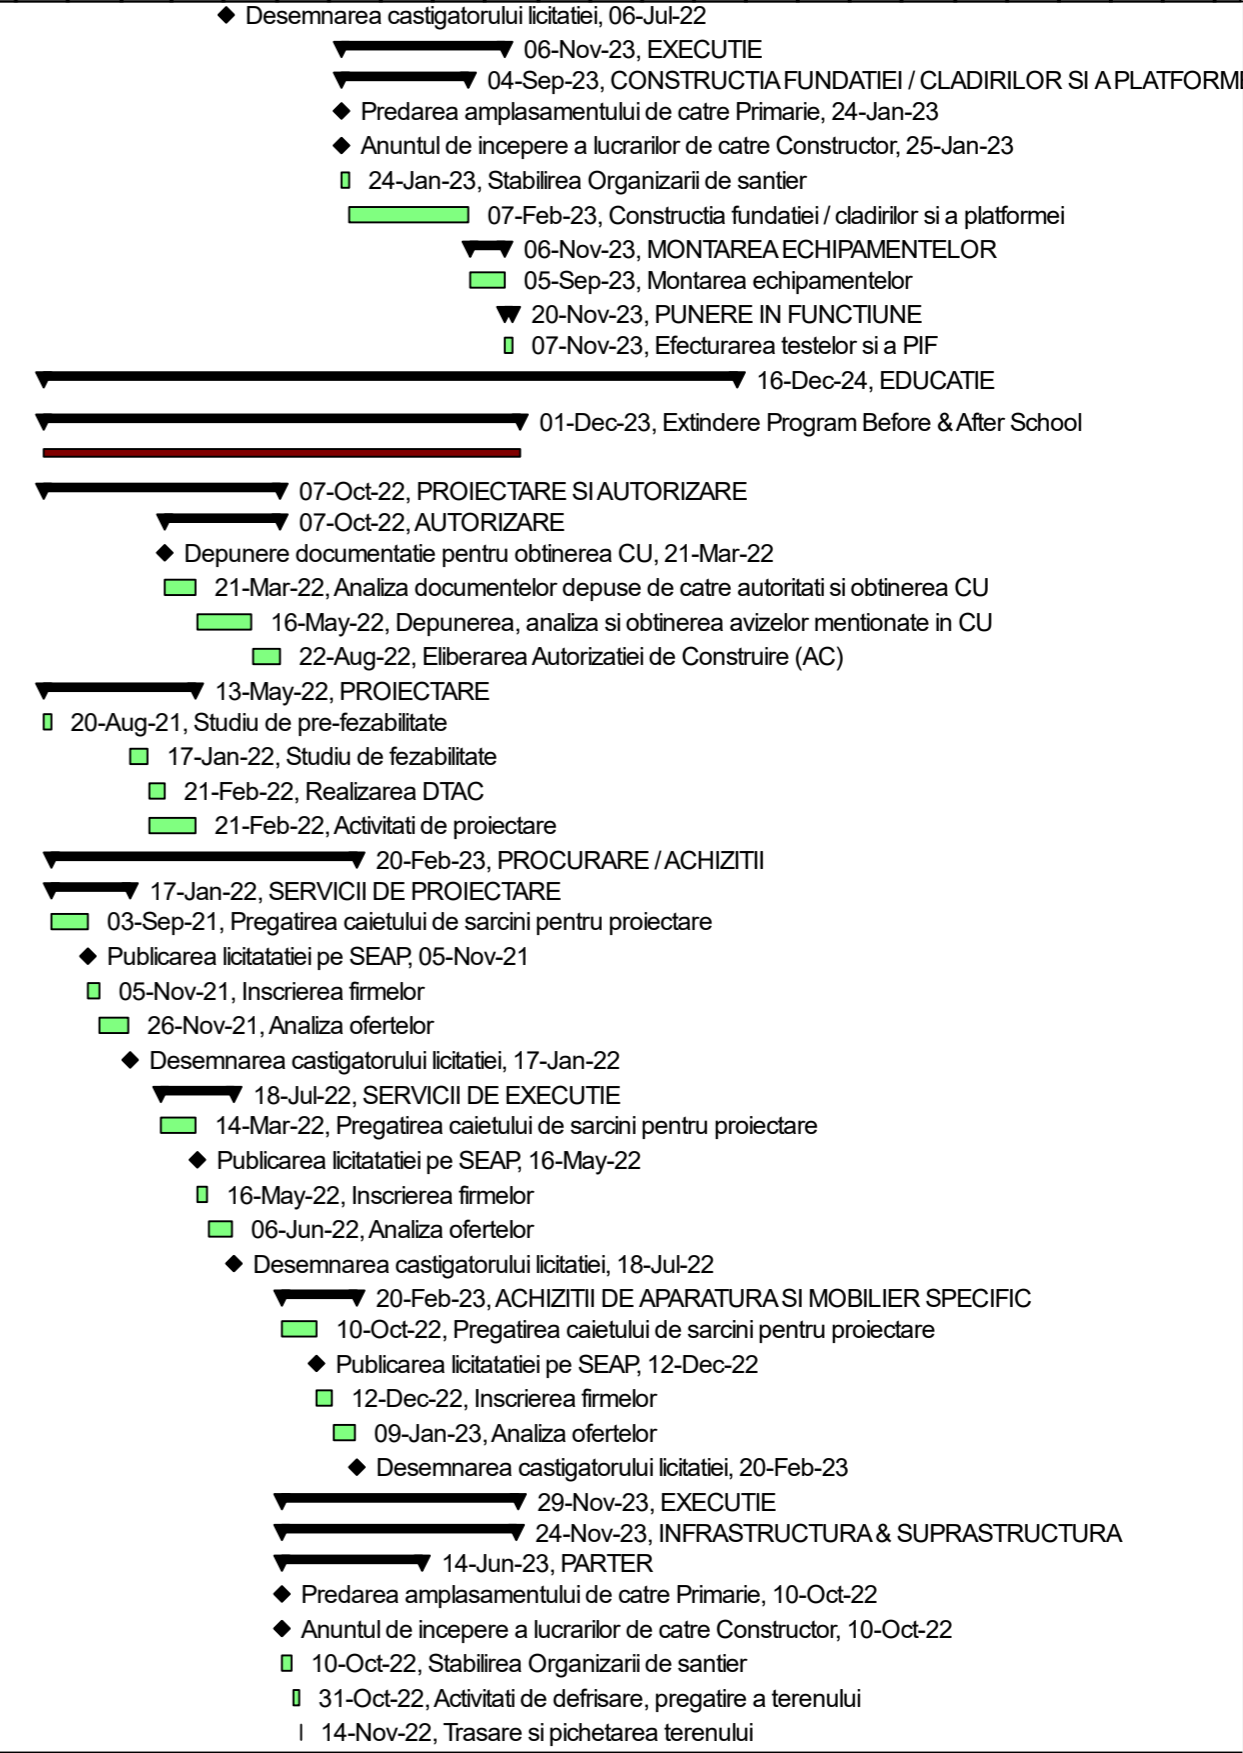 Desemnarea castigatorului licitatiei, 06-Jul-22
06-Nov-23, EXECUTIE
04-Sep-23, CONSTRUCTIA FUNDATIEI / CLADIRILOR SI A PLATFORMI
Predarea amplasamentului de catre Primarie, 24-Jan-23
Anuntul de incepere a lucrarilor de catre Constructor, 25-Jan-23
24-Jan-23, Stabilirea Organizarii de santier
07-Feb-23, Constructia fundatiei / cladirilor si a platformei
06-Nov-23, MONTAREA ECHIPAMENTELOR
05-Sep-23, Montarea echipamentelor
20-Nov-23, PUNERE IN FUNCTIUNE
07-Nov-23, Efecturarea testelor si a PIF
16-Dec-24, EDUCATIE
01-Dec-23, Extindere Program Before & After School
07-Oct-22, PROIECTARE SI AUTORIZARE
07-Oct-22, AUTORIZARE
Depunere documentatie pentru obtinerea CU, 21-Mar-22
21-Mar-22, Analiza documentelor depuse de catre autoritati si obtinerea CU
16-May-22, Depunerea, analiza si obtinerea avizelor mentionate in CU
22-Aug-22, Eliberarea Autorizatiei de Construire (AC)
13-May-22, PROIECTARE
20-Aug-21, Studiu de pre-fezabilitate
17-Jan-22, Studiu de fezabilitate
21-Feb-22, Realizarea DTAC
21-Feb-22, Activitati de proiectare
20-Feb-23, PROCURARE / ACHIZITII
17-Jan-22, SERVICII DE PROIECTARE
03-Sep-21, Pregatirea caietului de sarcini pentru proiectare
Publicarea licitatatiei pe SEAP, 05-Nov-21
05-Nov-21, Inscrierea firmelor
26-Nov-21, Analiza ofertelor
Desemnarea castigatorului licitatiei, 17-Jan-22
18-Jul-22, SERVICII DE EXECUTIE
14-Mar-22, Pregatirea caietului de sarcini pentru proiectare
Publicarea licitatatiei pe SEAP, 16-May-22
16-May-22, Inscrierea firmelor
06-Jun-22, Analiza ofertelor
Desemnarea castigatorului licitatiei, 18-Jul-22
20-Feb-23, ACHIZITII DE APARATURA SI MOBILIER SPECIFIC
10-Oct-22, Pregatirea caietului de sarcini pentru proiectare
Publicarea licitatatiei pe SEAP, 12-Dec-22
12-Dec-22, Inscrierea firmelor
09-Jan-23, Analiza ofertelor
Desemnarea castigatorului licitatiei, 20-Feb-23
29-Nov-23, EXECUTIE
24-Nov-23, INFRASTRUCTURA & SUPRASTRUCTURA
14-Jun-23, PARTER
Predarea amplasamentului de catre Primarie, 10-Oct-22
Anuntul de incepere a lucrarilor de catre Constructor, 10-Oct-22
10-Oct-22, Stabilirea Organizarii de santier
31-Oct-22, Activitati de defrisare, pregatire a terenului
14-Nov-22, Trasare si pichetarea terenului